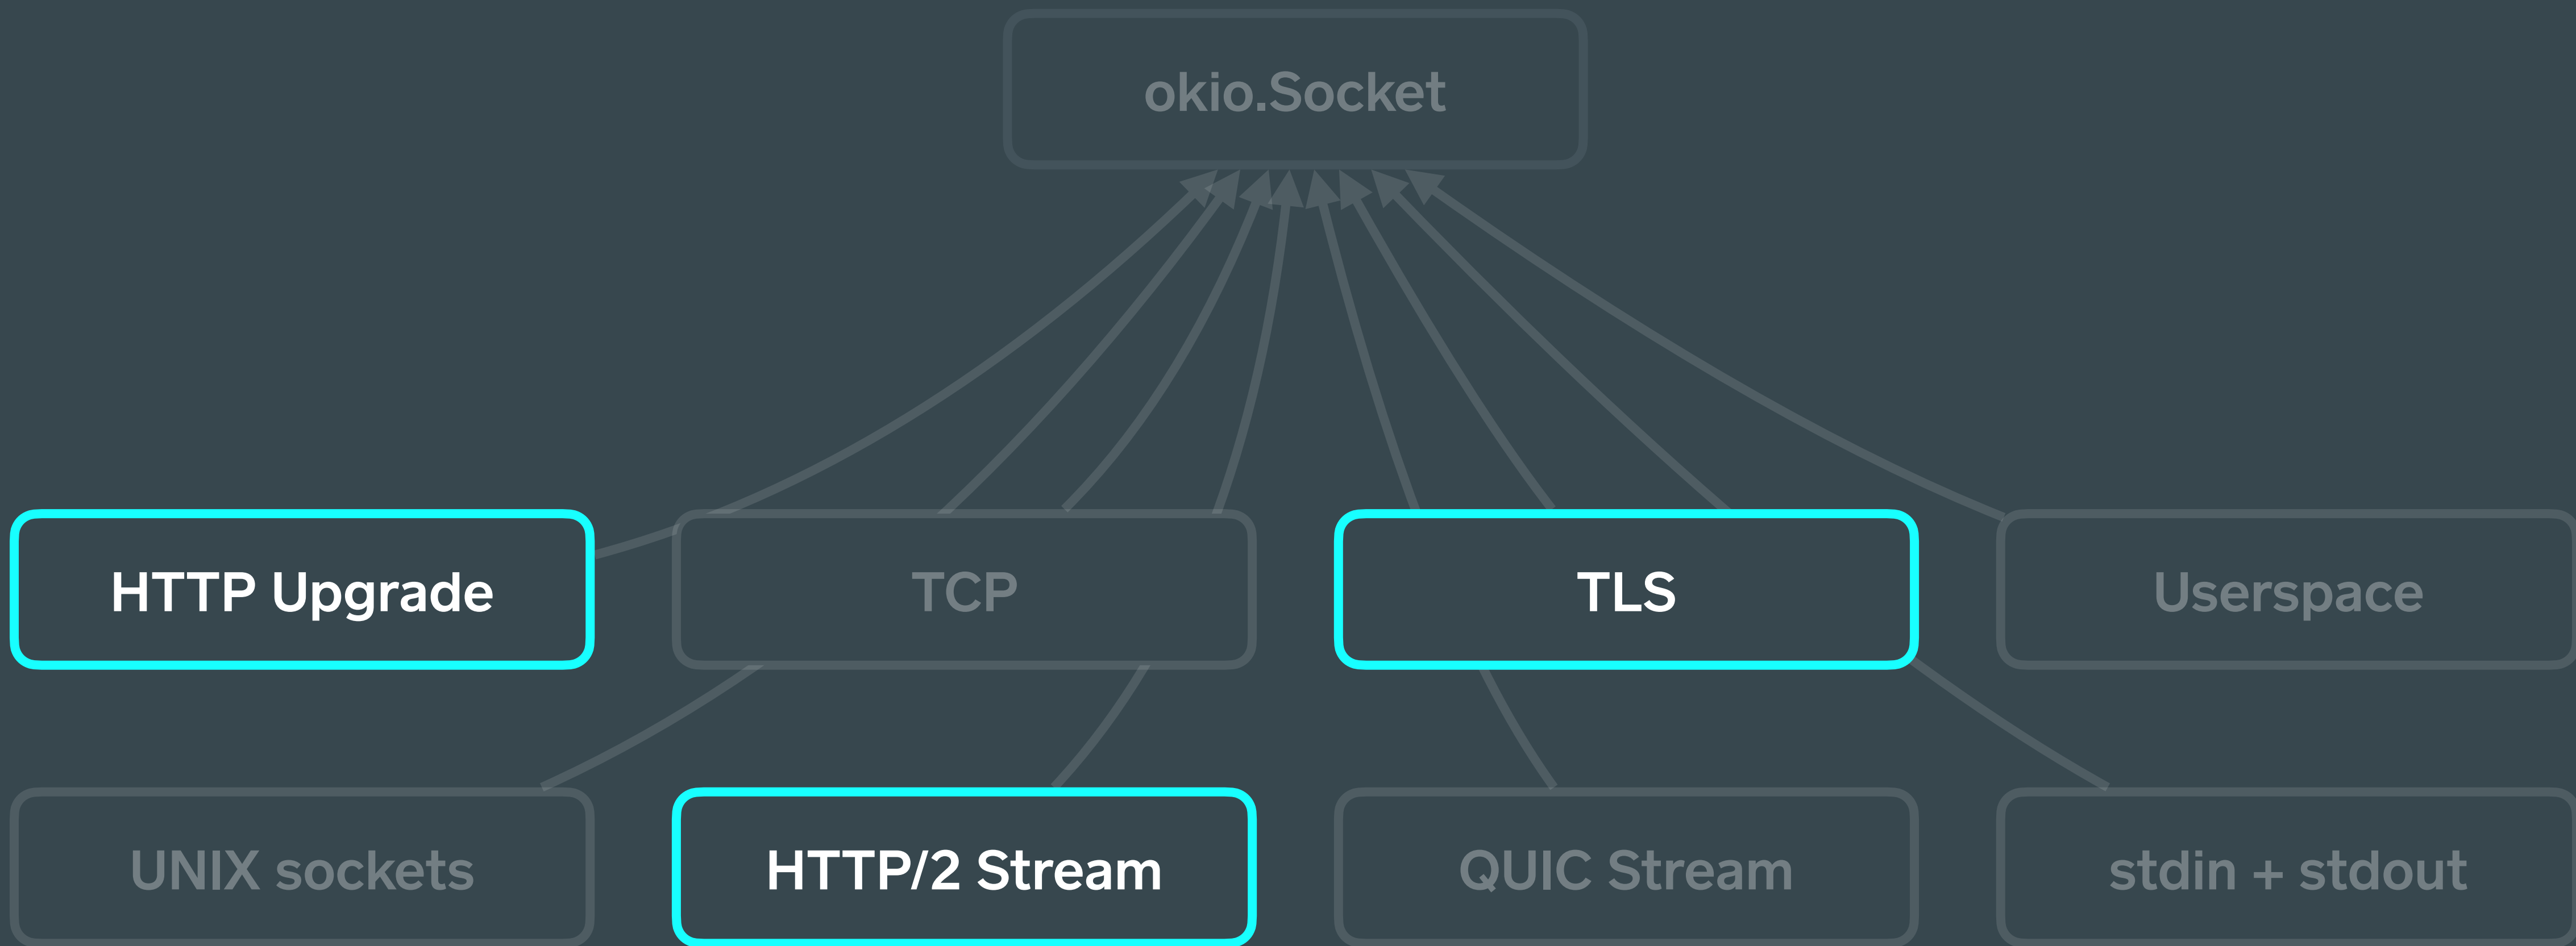 okio.Socket
HTTP Upgrade
TCP
TLS
Userspace
UNIX sockets
HTTP/2 Stream
QUIC Stream
stdin + stdout